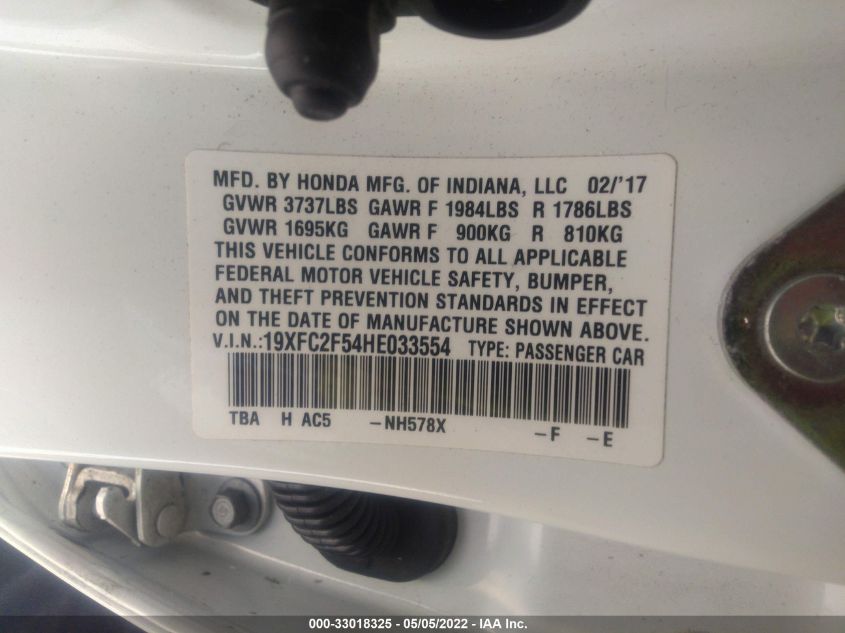 MFD. BY HONDA MFG. OF INDIANA, LLC 02/'17
GVWR 3737LBS GAWR F 1984LBS R 1786LBS
GVWR 1695KG GAWR F 900KG R 810KG
THIS VEHICLE CONFORMS TO ALL APPLICABLE
FEDERAL MOTOR VEHICLE SAFETY, BUMPER,
AND THEFT PREVENTION STANDARDS IN EFFECT
ON THE DATE OF MANUFACTURE SHOWN ABOVE.
V.I.N.:19XFC2F54HE033554 TYPE: PASSENGER CAR
TBA H AC5 -NH578X -F -E
000-33018325 - 05/05/2022 - IAA Inc.